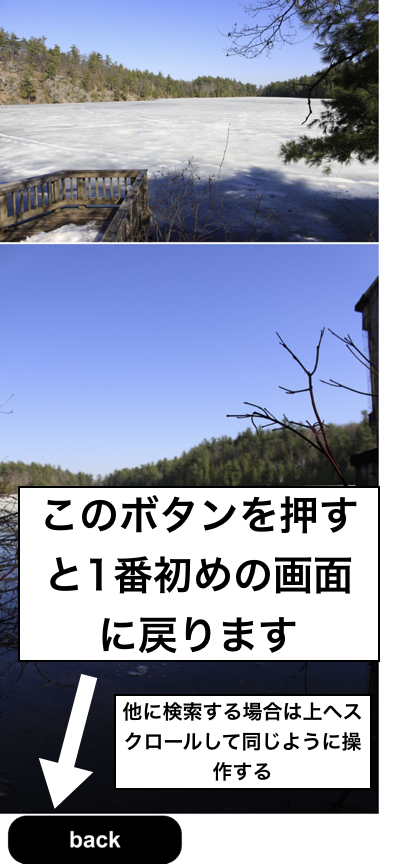 このボタンを押す
と1番初めの画面
に戻ります
他に検索する場合は上へス
クロールして同じように操
作する
back